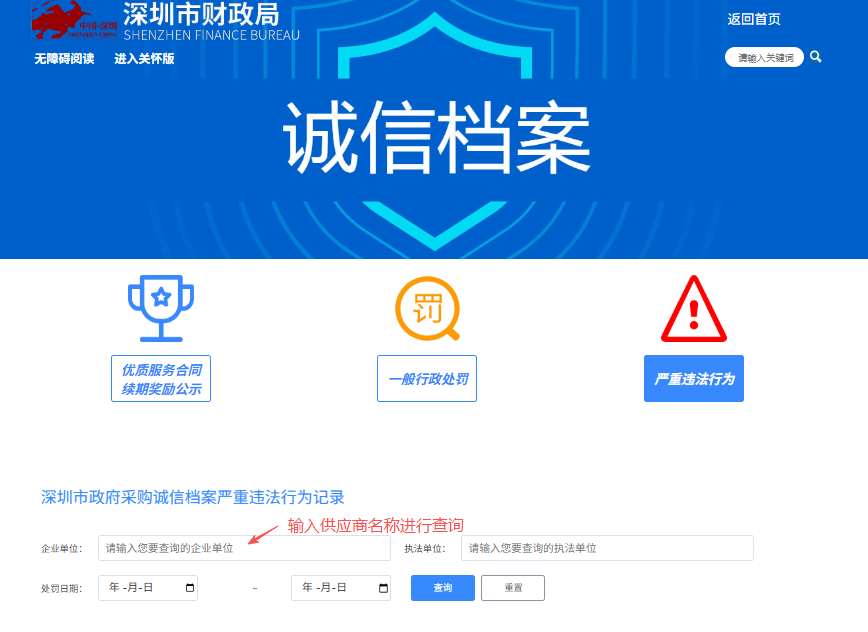 中国·深圳
SHENZHEN CHINA
深圳市财政局
SHENZHEN FINANCE BUREAU
返回首页
无障碍阅读 进入关怀版
请输入关键词
诚信档案
罚
优质服务合同
续期奖励公示
一般行政处罚
严重违法行为
深圳市政府采购诚信档案严重违法行为记录
输入供应商名称进行查询
企业单位: 请输入您要查询的企业单位 执法单位: 请输入您要查询的执法单位
处罚日期: 年 -月-日 ~ 年 -月-日 查询 重置